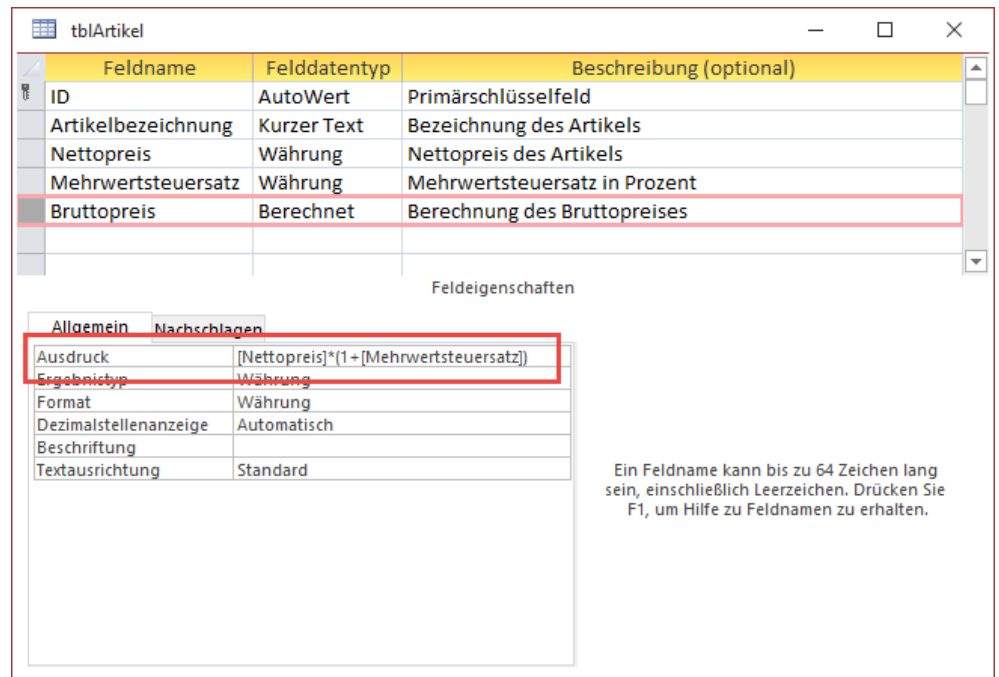 tblArtikel
Feldname Felddatentyp Beschreibung (optional)
ID AutoWert Primärschlüsselfeld
Artikelbezeichnung Kurzer Text Bezeichnung des Artikels
Nettopreis Währung Nettopreis des Artikels
Mehrwertsteuersatz Währung Mehrwertsteuersatz in Prozent
Bruttopreis Berechnet Berechnung des Bruttopreises
Feldeigenschaften
Allgemein Nachschlagen
Ausdruck [Nettopreis]*(1+[Mehrwertsteuersatz])
Ergebnistyp Währung
Format Währung
Dezimalstellenanzeige Automatisch
Beschriftung
Textausrichtung Standard
Ein Feldname kann bis zu 64 Zeichen lang
sein, einschließlich Leerzeichen. Drücken Sie
F1, um Hilfe zu Feldnamen zu erhalten.